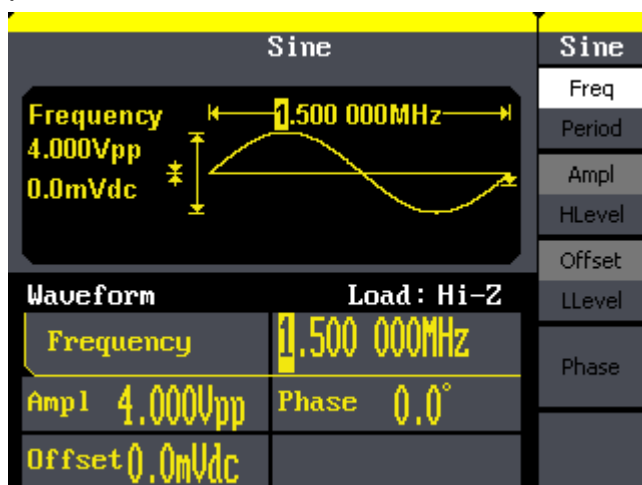 Sine
Sine
Frequency
1.500 000MHz
4.000Vpp
0.0mVdc
Freq
Period
Ampl
HLevel
Offset
LLevel
Phase
Waveform
Load: Hi-Z
Frequency
1.500 000MHz
Ampl 4.000Vpp
Phase 0.0°
Offset 0.0mVdc